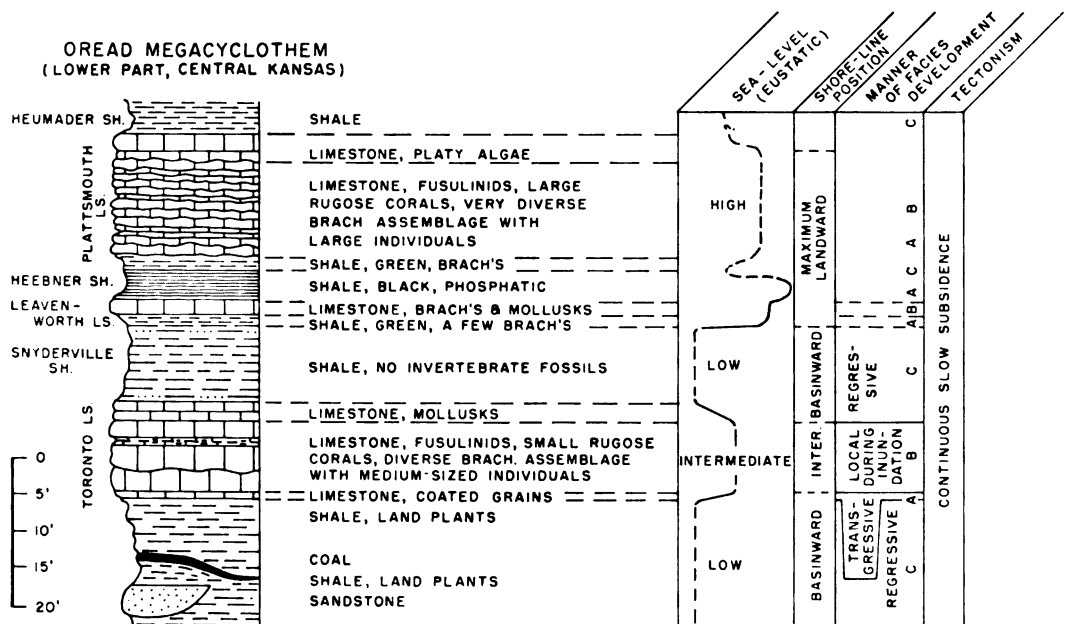 OREAD MEGACYCLOTHEM
(LOWER PART, CENTRAL KANSAS)
SEA-LEVEL
(EUSTATIC)
SHORE-LINE
POSITION
MANNER
OF FACIES
DEVELOPMENT
TECTONISM
HEUMADER SH.
PLATTSMOUTH
LS.
HEEBNER SH.
LEAVEN-
WORTH LS.
SNYDERVILLE
SH.
TORONTO LS.
0
5'
10'
15'
20'
SHALE
LIMESTONE, PLATY ALGAE
LIMESTONE, FUSULINIDS, LARGE
RUGOSE CORALS, VERY DIVERSE
BRACH ASSEMBLAGE WITH
LARGE INDIVIDUALS
SHALE, GREEN, BRACH'S
SHALE, BLACK, PHOSPHATIC
LIMESTONE, BRACH'S & MOLLUSKS
SHALE, GREEN, A FEW BRACH'S
SHALE, NO INVERTEBRATE FOSSILS
LIMESTONE, MOLLUSKS
LIMESTONE, FUSULINIDS, SMALL RUGOSE
CORALS, DIVERSE BRACH. ASSEMBLAGE
WITH MEDIUM-SIZED INDIVIDUALS
LIMESTONE, COATED GRAINS
SHALE, LAND PLANTS
COAL
SHALE, LAND PLANTS
SANDSTONE
?
HIGH
LOW
INTERMEDIATE
LOW
MAXIMUM
LANDWARD
BASINWARD
INTER.
BASINWARD
REGRES-
SIVE
LOCAL
DURING
INUN-
DATION
TRANS-
GRESSIVE
REGRESSIVE
C
B
A
C
A
B
A
C
B
A
C
CONTINUOUS SLOW SUBSIDENCE